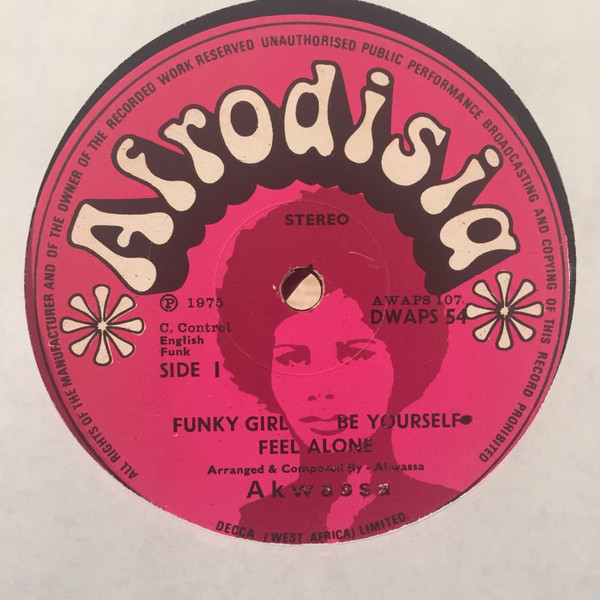 ALL RIGHTS OF THE MANUFACTURER AND OF THE OWNER OF THE RECORDED WORK RESERVED UNAUTHORISED PUBLIC PERFORMANCE BROADCASTING AND COPYING OF THIS RECORD PROHIBITED
Afrodisia
STEREO
Ⓟ 1975
AWAPS 107
DWAPS 54
C. Control
English
Funk
SIDE 1
FUNKY GIRL BE YOURSELF
FEEL ALONE
Arranged & Composed By - Akwassa
Akwassa
DECCA (WEST AFRICA) LIMITED.